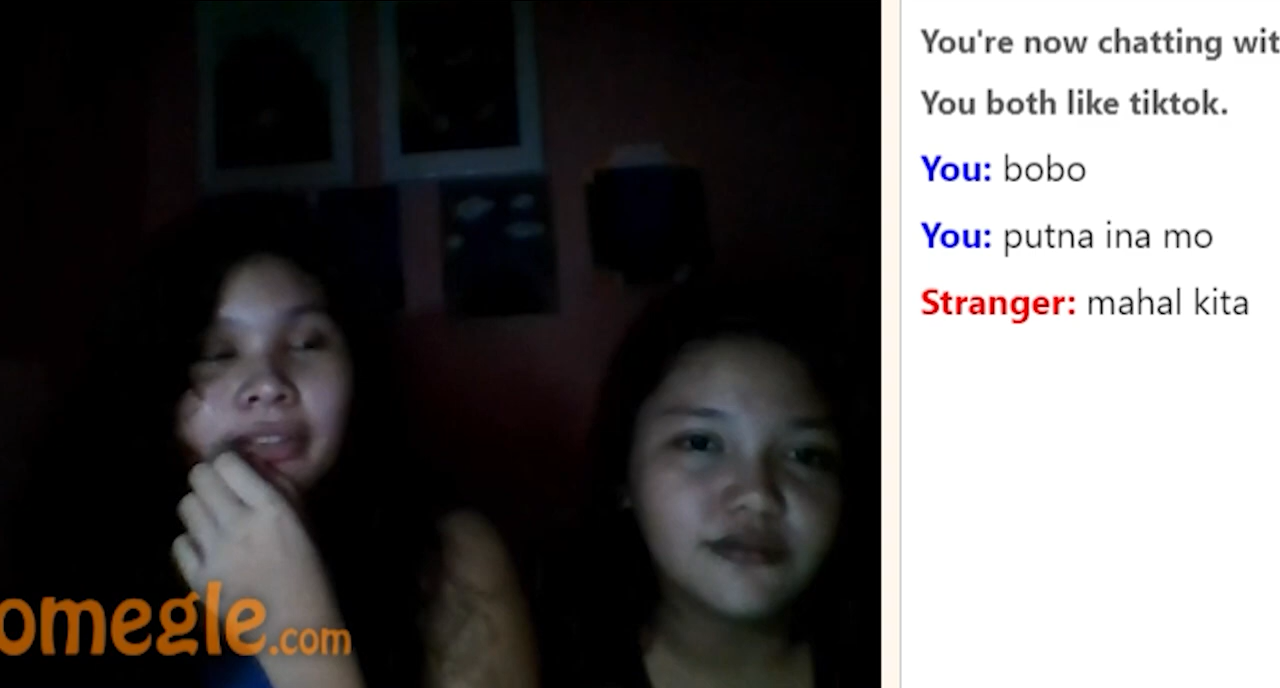 You're now chatting wit
You both like tiktok.
You: bobo
You: putna ina mo
Stranger: mahal kita
omegle.com